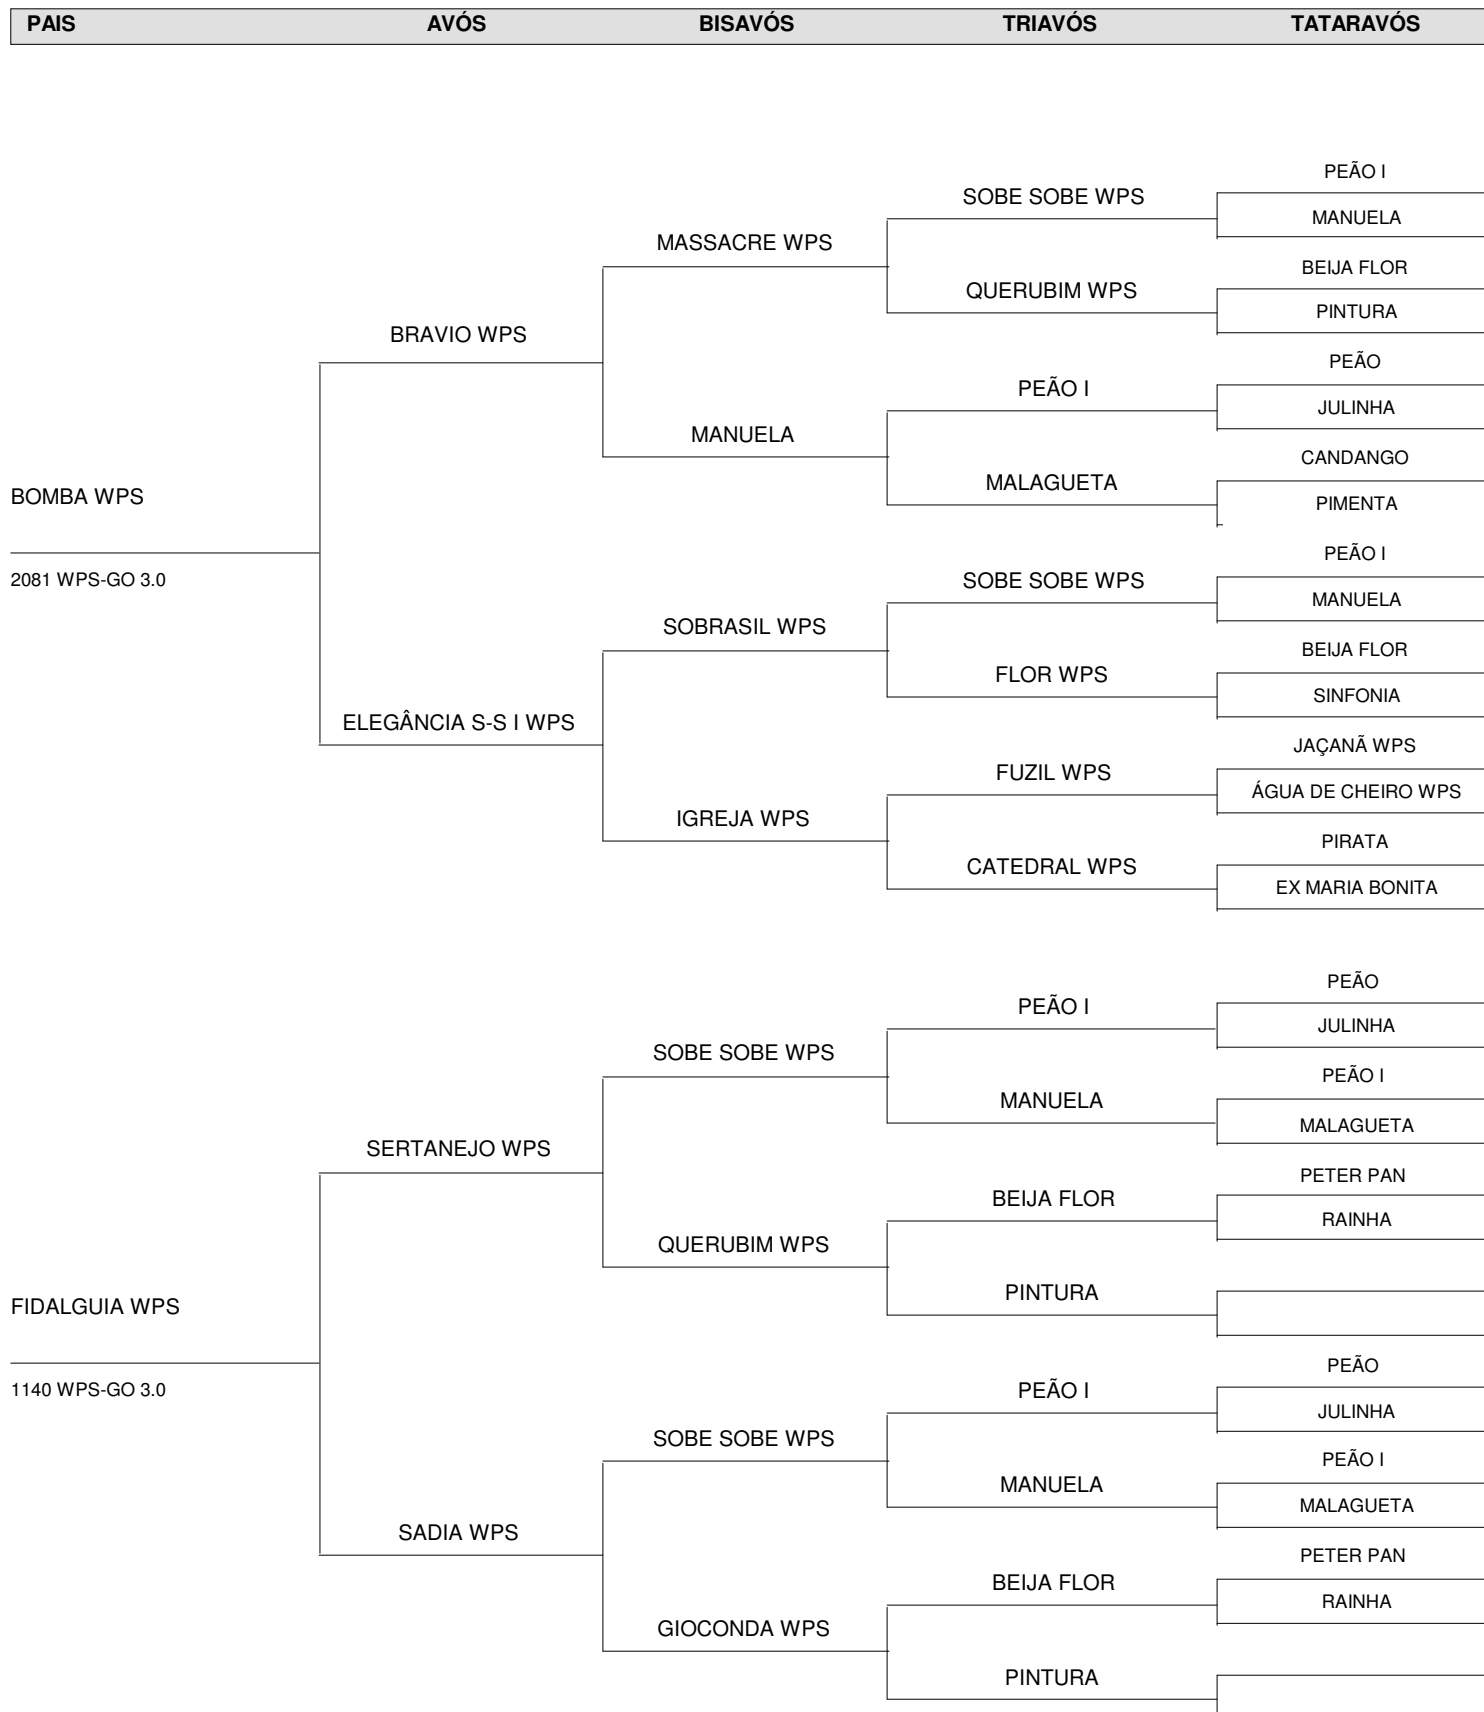 PAIS AVÓS BISAVÓS TRIAVÓS TATARAVÓS
PEÃO I
SOBE SOBE WPS
MANUELA
MASSACRE WPS
BEIJA FLOR
QUERUBIM WPS
PINTURA
BRAVIO WPS
PEÃO
PEÃO I
JULINHA
MANUELA
CANDANGO
MALAGUETA
PIMENTA
BOMBA WPS
PEÃO I
2081 WPS-GO 3.0
SOBE SOBE WPS
MANUELA
SOBRASIL WPS
BEIJA FLOR
FLOR WPS
SINFONIA
ELEGÂNCIA S-S I WPS
JAÇANÃ WPS
FUZIL WPS
ÁGUA DE CHEIRO WPS
IGREJA WPS
PIRATA
CATEDRAL WPS
EX MARIA BONITA
PEÃO
PEÃO I
JULINHA
SOBE SOBE WPS
PEÃO I
MANUELA
MALAGUETA
SERTANEJO WPS
PETER PAN
BEIJA FLOR
RAINHA
QUERUBIM WPS
PINTURA
FIDALGUIA WPS
PEÃO
1140 WPS-GO 3.0
PEÃO I
JULINHA
SOBE SOBE WPS
PEÃO I
MANUELA
MALAGUETA
SADIA WPS
PETER PAN
BEIJA FLOR
RAINHA
GIOCONDA WPS
PINTURA